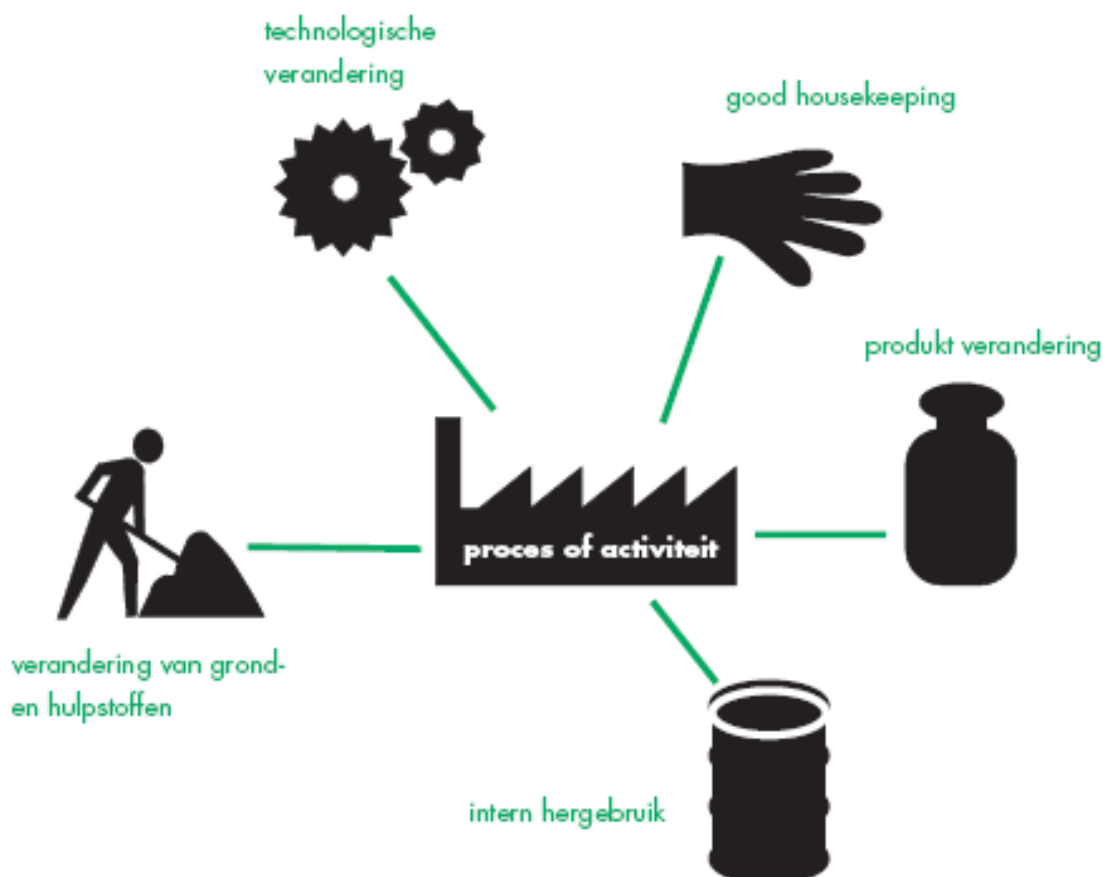 technologische
verandering
good housekeeping
produkt verandering
proces of activiteit
verandering van grond-
en hulpstoffen
intern hergebruik